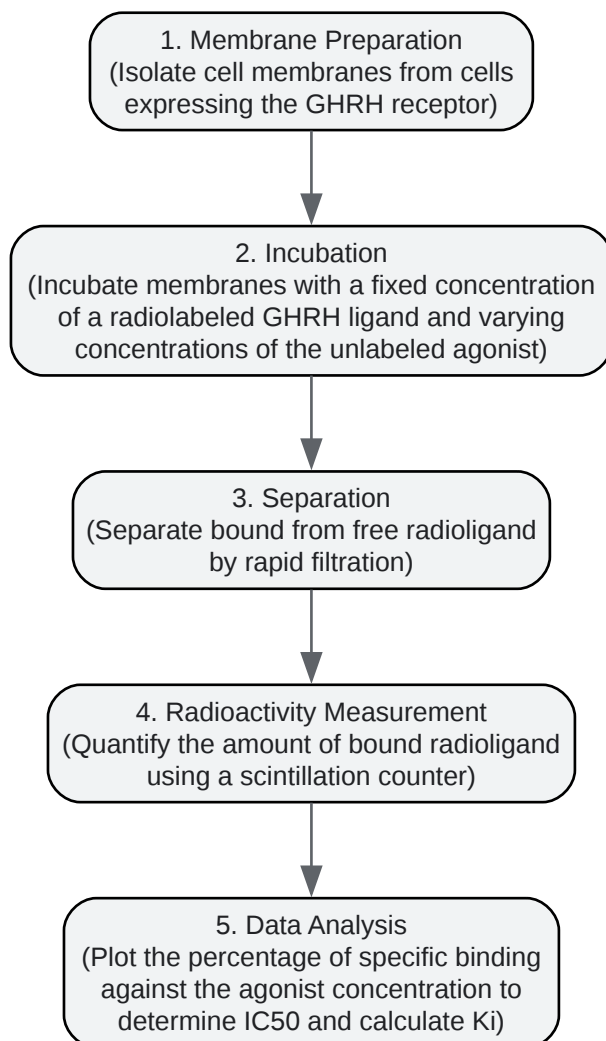 1. Membrane Preparation
(Isolate cell membranes from cells
expressing the GHRH receptor)
2. Incubation
(Incubate membranes with a fixed concentration
of a radiolabeled GHRH ligand and varying
concentrations of the unlabeled agonist)
3. Separation
(Separate bound from free radioligand
by rapid filtration)
4. Radioactivity Measurement
(Quantify the amount of bound radioligand
using a scintillation counter)
5. Data Analysis
(Plot the percentage of specific binding
against the agonist concentration to
determine IC50 and calculate Ki)